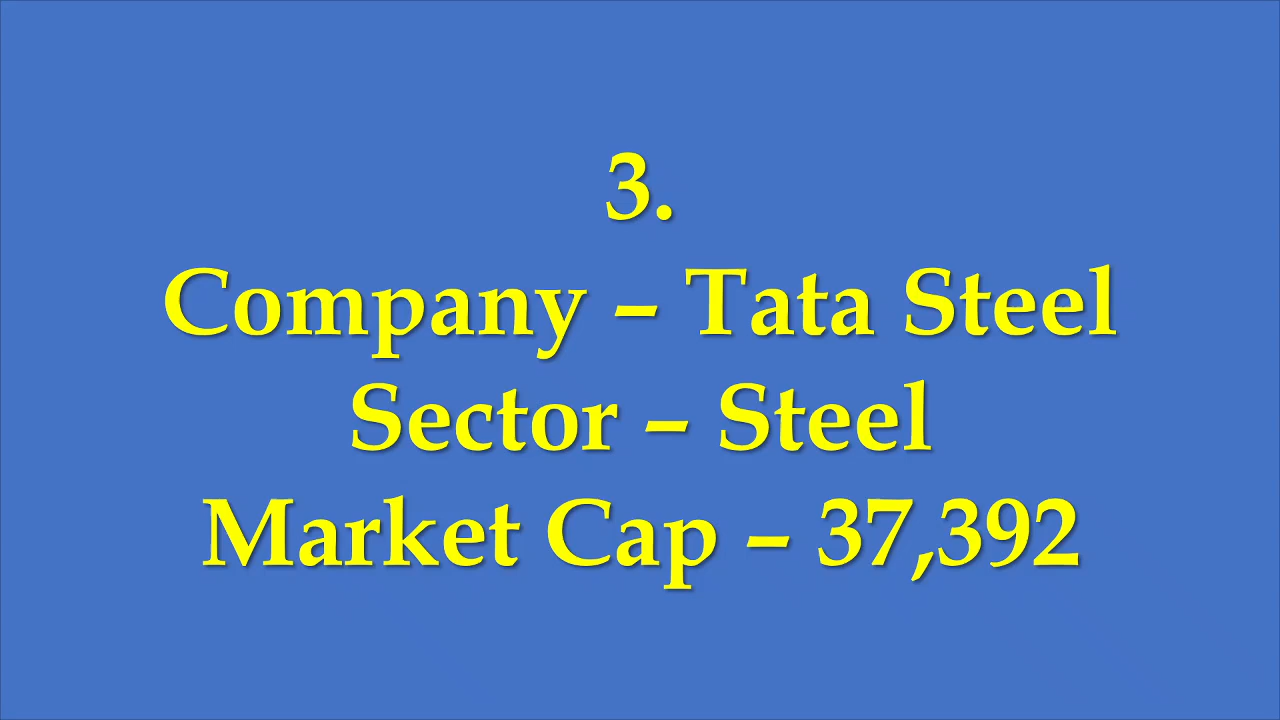 3.
Company – Tata Steel
Sector – Steel
Market Cap – 37,392